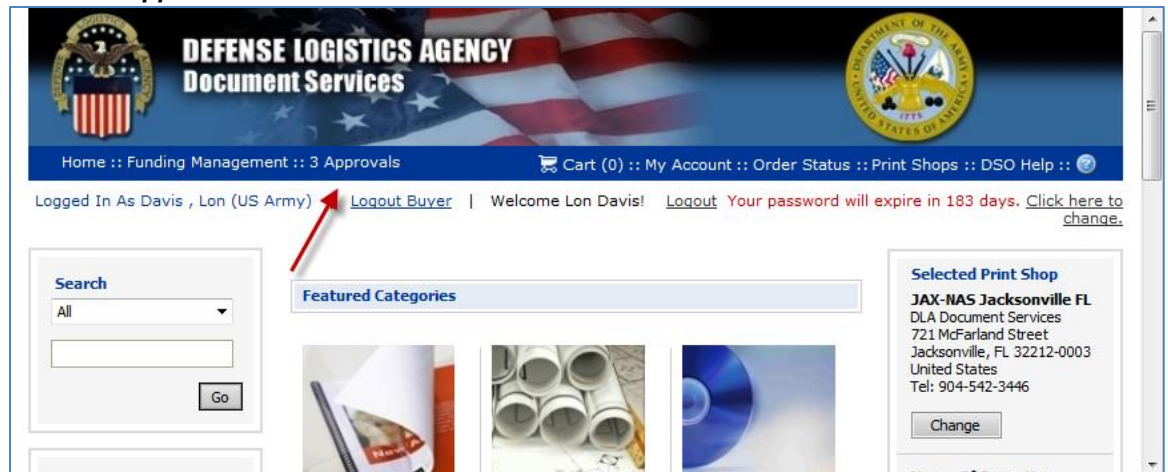 DEFENSE LOGISTICS AGENCY
Document Services
Home :: Funding Management :: 3 Approvals
Cart (0) :: My Account :: Order Status :: Print Shops :: DSO Help ::
Logged In As Davis , Lon (US Army) Logout Buyer | Welcome Lon Davis! Logout Your password will expire in 183 days. Click here to
change.
Search
All
Go
Featured Categories
Selected Print Shop
JAX-NAS Jacksonville FL
DLA Document Services
721 McFarland Street
Jacksonville, FL 32212-0003
United States
Tel: 904-542-3446
Change